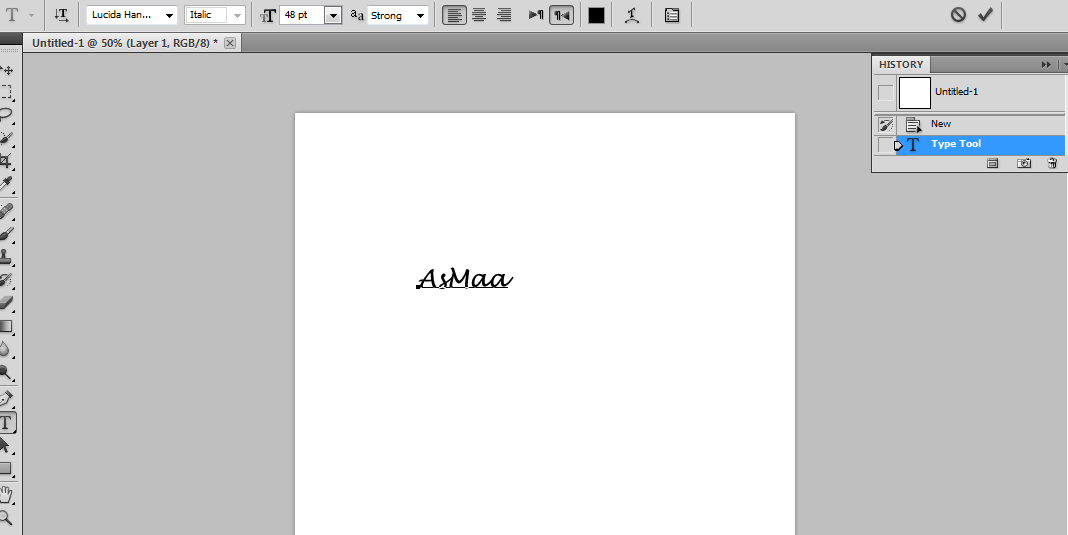 Lucida Han... Italic 48 pt aa Strong
Untitled-1 @ 50% (Layer 1, RGB/8) *
HISTORY
Untitled-1
New
Type Tool
AsMaa